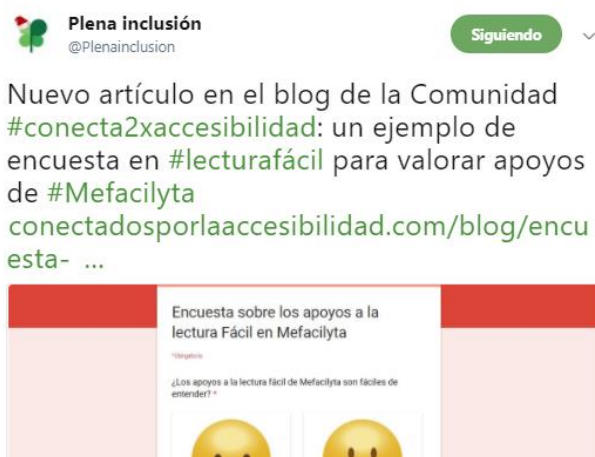 Plena inclusión
@Plenainclusion
Siguiendo
Nuevo artículo en el blog de la Comunidad
#conecta2xaccesibilidad: un ejemplo de
encuesta en #lecturafácil para valorar apoyos
de #Mefacilyta
conectadosporlaaccesibilidad.com/blog/encu
esta- ...
Encuesta sobre los apoyos a la
lectura Fácil en Mefacilyta
*Obligatorio
¿Los apoyos a la lectura fácil de Mefacilyta son fáciles de
entender? *